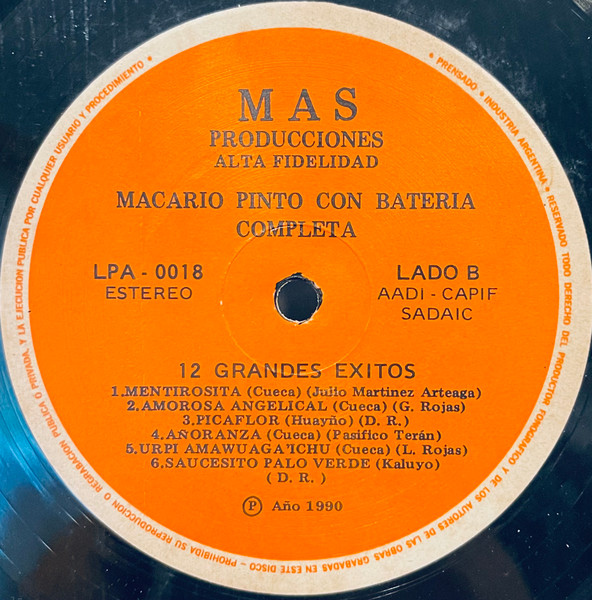 M A S
PRODUCCIONES
ALTA FIDELIDAD
MACARIO PINTO CON BATERIA
COMPLETA
LPA - 0018
ESTEREO
LADO B
AADI - CAPIF
SADAIC
12 GRANDES EXITOS
1.MENTIROSITA (Cueca) (Julio Martinez Arteaga)
2.AMOROSA ANGELICAL (Cueca) (G. Rojas)
3.PICAFLOR (Huayño) (D. R.)
4.AÑORANZA (Cueca) (Pasifico Terán)
5.URPI AMAWUAGA'ICHU (Cueca) (L. Rojas)
6.SAUCESITO PALO VERDE (Kaluyo)
( D. R. )
Ⓟ Año 1990
• PRENSADO • INDUSTRIA ARGENTINA • RESERVADO TODO DERECHO DEL PRODUCTOR FONOGRAFICO Y DE LOS AUTORES DE LAS OBRAS GRABADAS EN ESTE DISCO – PROHIBIDA SU REPRODUCCION O REGRABACION PUBLICA O PRIVADA, Y LA EJECUCION PUBLICA POR CUALQUIER USUARIO Y PROCEDIMIENTO •